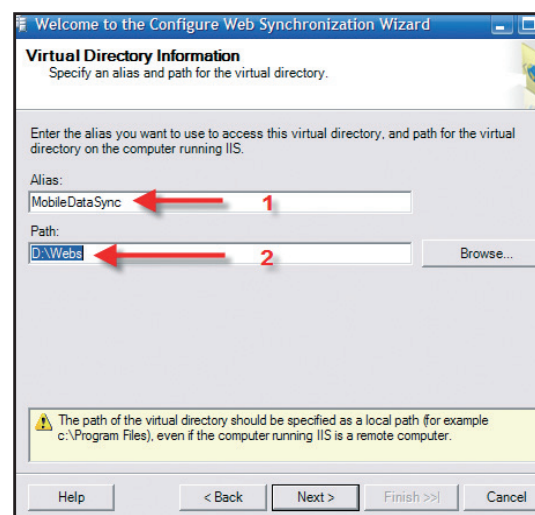 Welcome to the Configure Web Synchronization Wizard
Virtual Directory Information
Specify an alias and path for the virtual directory.
Enter the alias you want to use to access this virtual directory, and path for the virtual
directory on the computer running IIS.
Alias:
MobileDataSync
1
Path:
D:\Webs
2
Browse...
The path of the virtual directory should be specified as a local path (for example
c:\Program Files), even if the computer running IIS is a remote computer.
Help
< Back
Next >
Finish >>|
Cancel